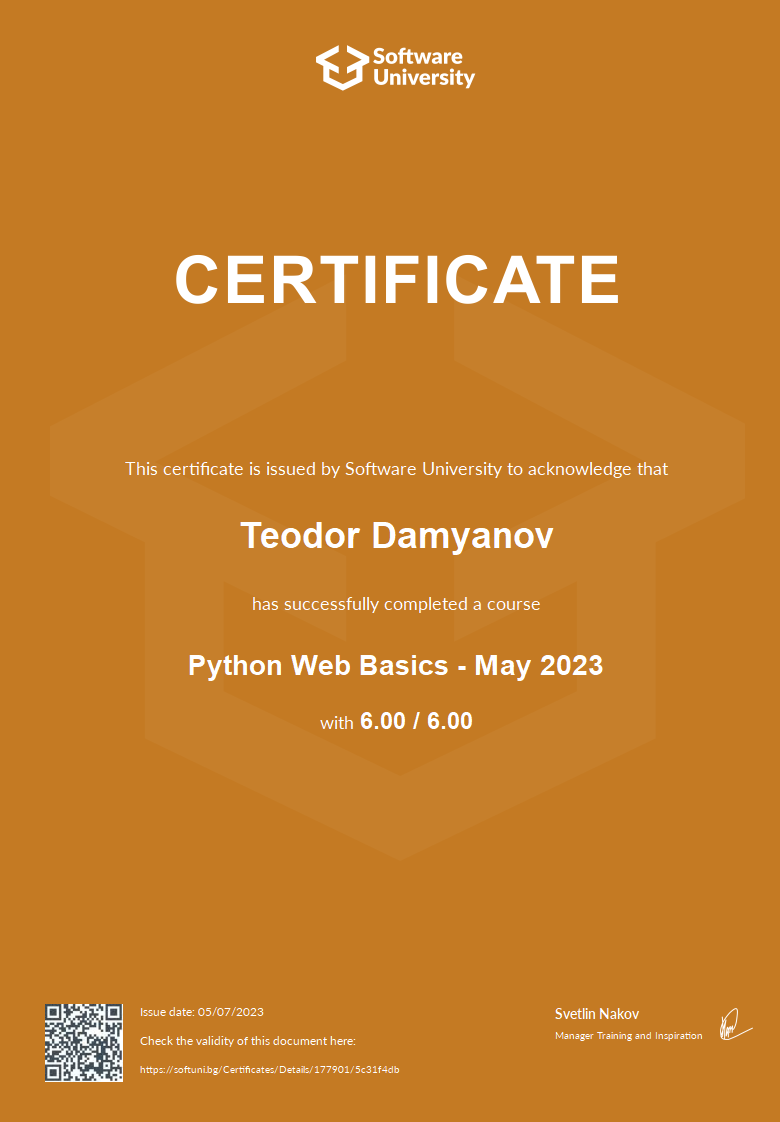 Software
University
CERTIFICATE
This certificate is issued by Software University to acknowledge that
Teodor Damyanov
has successfully completed a course
Python Web Basics - May 2023
with 6.00 / 6.00
Issue date: 05/07/2023
Check the validity of this document here:
https://softuni.bg/Certificates/Details/177901/5c31f4db
Svetlin Nakov
Manager Training and Inspiration